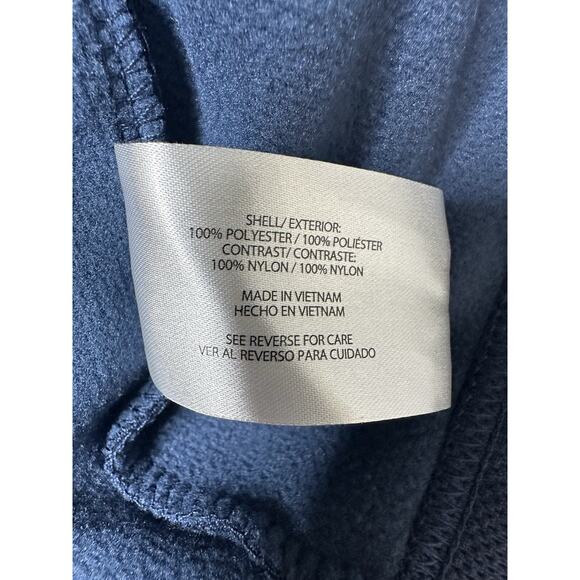 SHELL/ EXTERIOR:
100% POLYESTER / 100% POLIÉSTER
CONTRAST/ CONTRASTE:
100% NYLON / 100% NYLON
MADE IN VIETNAM
HECHO EN VIETNAM
SEE REVERSE FOR CARE
VER AL REVERSO PARA CUIDADO